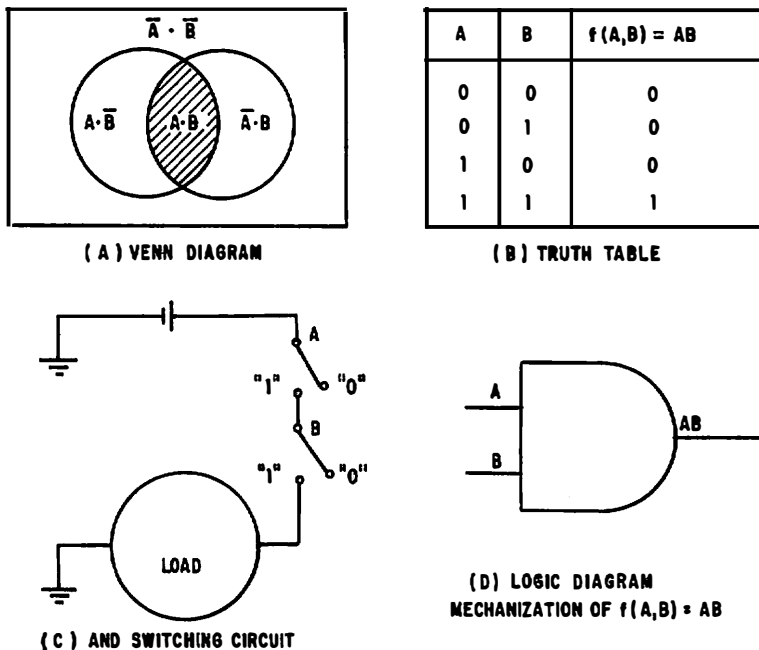 A̅ · B̅
A·B̅ A·B A̅·B
(A) VENN DIAGRAM
A B f(A,B) = AB
0 0 0
0 1 0
1 0 0
1 1 1
(B) TRUTH TABLE
A
"1" "0"
B
"1" "0"
LOAD
(C) AND SWITCHING CIRCUIT
A
B
AB
(D) LOGIC DIAGRAM
MECHANIZATION OF f(A,B) = AB